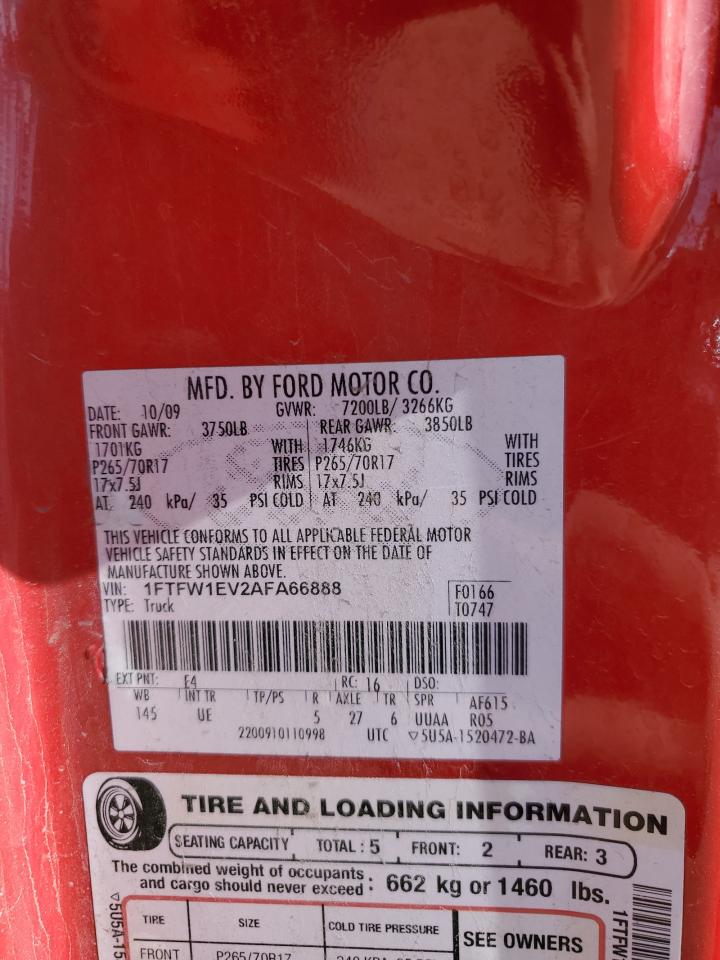 MFD. BY FORD MOTOR CO.
DATE: 10/09 GVWR: 7200LB/ 3266KG
FRONT GAWR: 3750LB REAR GAWR: 3850LB
1701KG WITH 1746KG WITH
P265/70R17 TIRES P265/70R17 TIRES
17x7.5J RIMS 17x7.5J RIMS
AT 240 kPa/ 35 PSI COLD AT 240 kPa/ 35 PSI COLD
THIS VEHICLE CONFORMS TO ALL APPLICABLE FEDERAL MOTOR
VEHICLE SAFETY STANDARDS IN EFFECT ON THE DATE OF
MANUFACTURE SHOWN ABOVE.
VIN: 1FTFW1EV2AFA66888 F0166
TYPE: Truck T0747
EXT PNT: E4 RC: 16 DSO:
WB INT TR TP/PS R AXLE TR SPR AF615
145 UE 5 27 6 UUAA R05
2200910110998 UTC ▽5U5A-1520472-BA
TIRE AND LOADING INFORMATION
SEATING CAPACITY TOTAL : 5 FRONT: 2 REAR: 3
The combined weight of occupants
and cargo should never exceed : 662 kg or 1460 lbs.
TIRE SIZE COLD TIRE PRESSURE SEE OWNERS
FRONT P265/70R17
▽5U5A-15
1FTFW